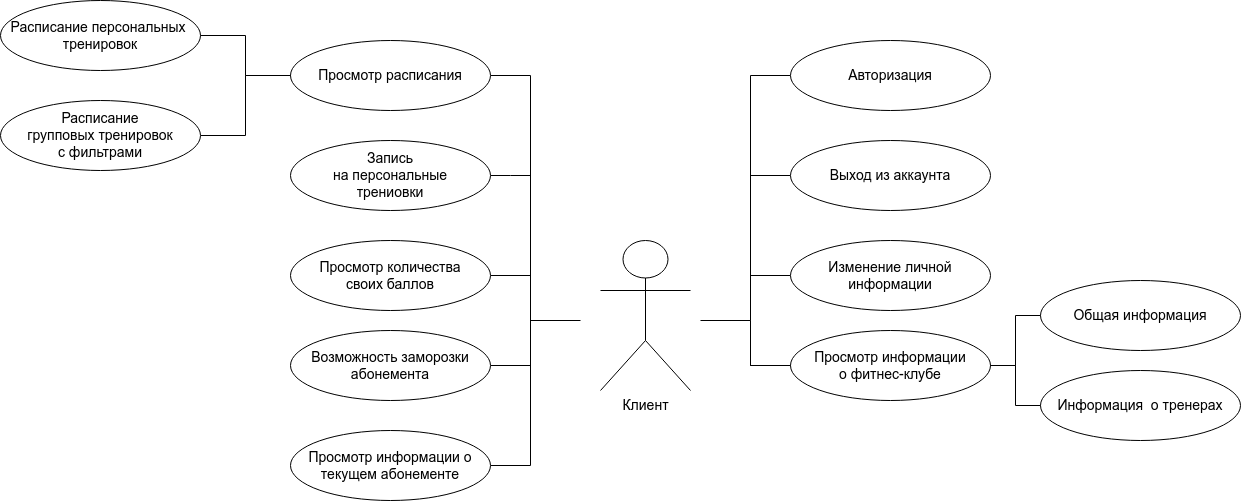 Расписание персональных
тренировок
Расписание
групповых тренировок
с фильтрами
Просмотр расписания
Запись
на персональные
трениовки
Просмотр количества
своих баллов
Возможность заморозки
абонемента
Просмотр информации о
текущем абонементе
Клиент
Авторизация
Выход из аккаунта
Изменение личной
информации
Просмотр информации
о фитнес-клубе
Общая информация
Информация о тренерах